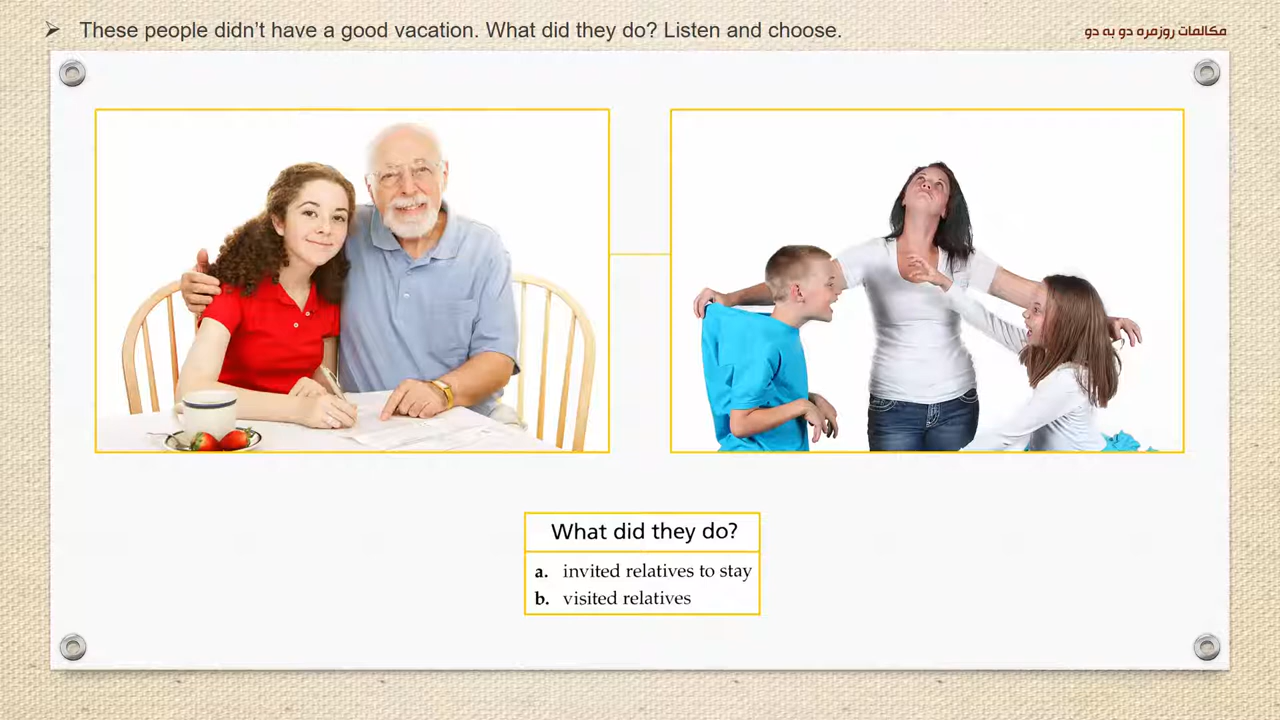 ➢ These people didn't have a good vacation. What did they do? Listen and choose.
مکالمات روزمره دو به دو
What did they do?
a. invited relatives to stay
b. visited relatives